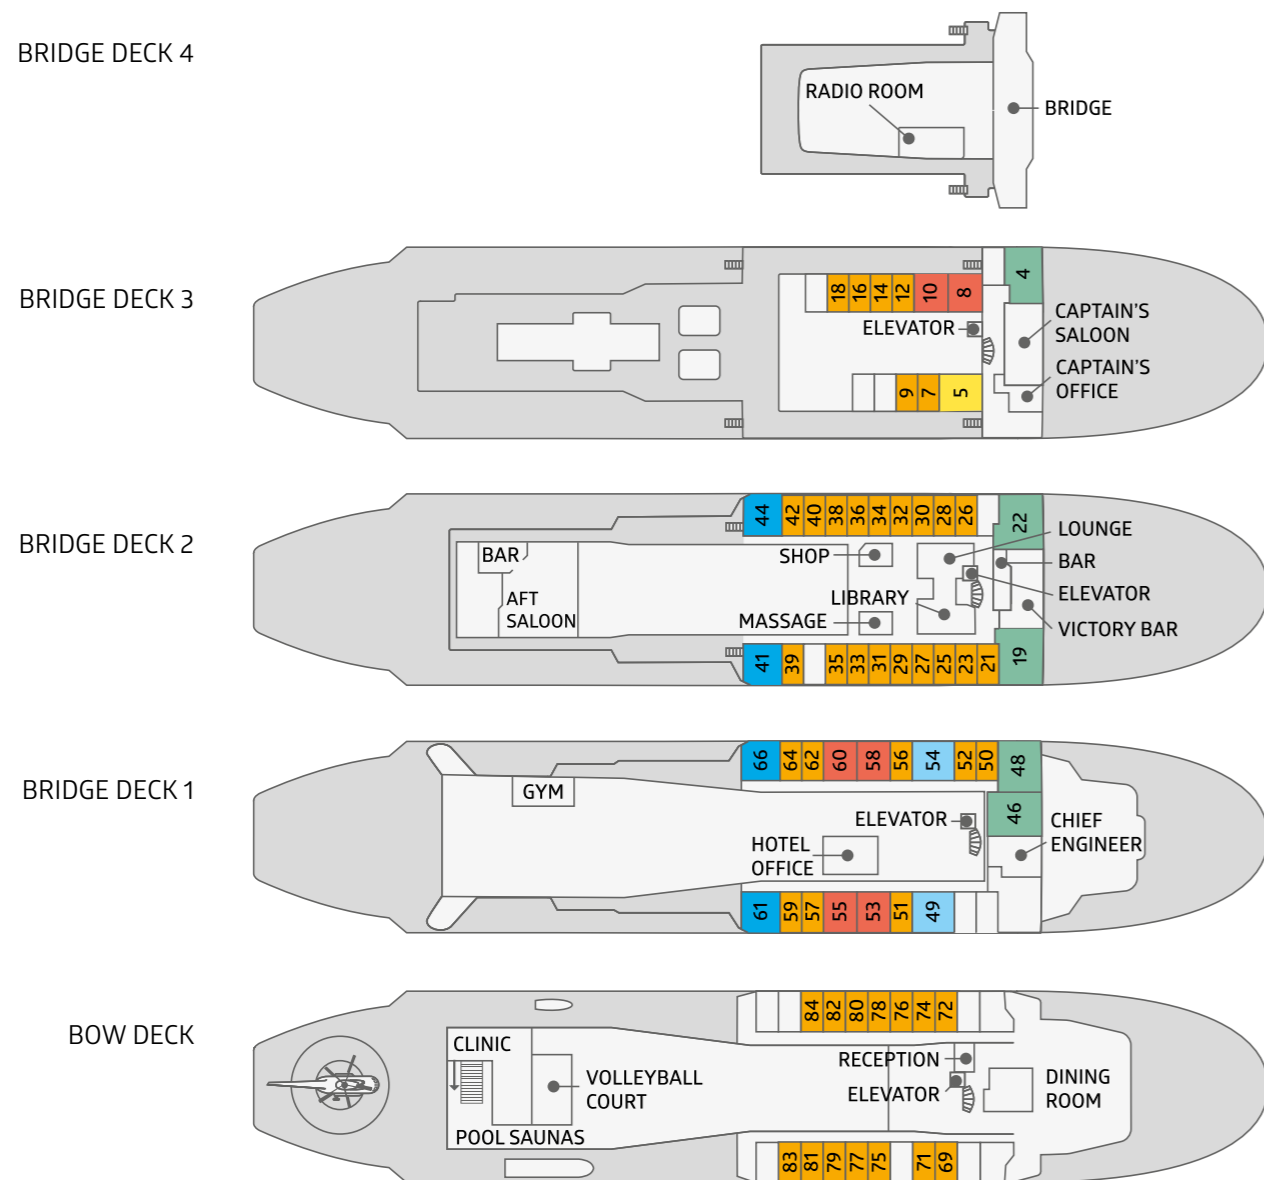 BRIDGE DECK 4
RADIO ROOM
BRIDGE
BRIDGE DECK 3
18 16 14 12 10 8
4
ELEVATOR
CAPTAIN'S
SALOON
CAPTAIN'S
OFFICE
9 7 5
BRIDGE DECK 2
44 42 40 38 36 34 32 30 28 26
22
LOUNGE
BAR
SHOP
BAR
ELEVATOR
AFT
SALOON
LIBRARY
MASSAGE
VICTORY BAR
41 39 35 33 31 29 27 25 23 21
19
BRIDGE DECK 1
66 64 62 60 58 56 54 52 50
48
GYM
46
ELEVATOR
CHIEF
ENGINEER
HOTEL
OFFICE
61 59 57 55 53 51 49
BOW DECK
84 82 80 78 76 74 72
CLINIC
RECEPTION
VOLLEYBALL
COURT
ELEVATOR
DINING
ROOM
POOL SAUNAS
83 81 79 77 75 71 69